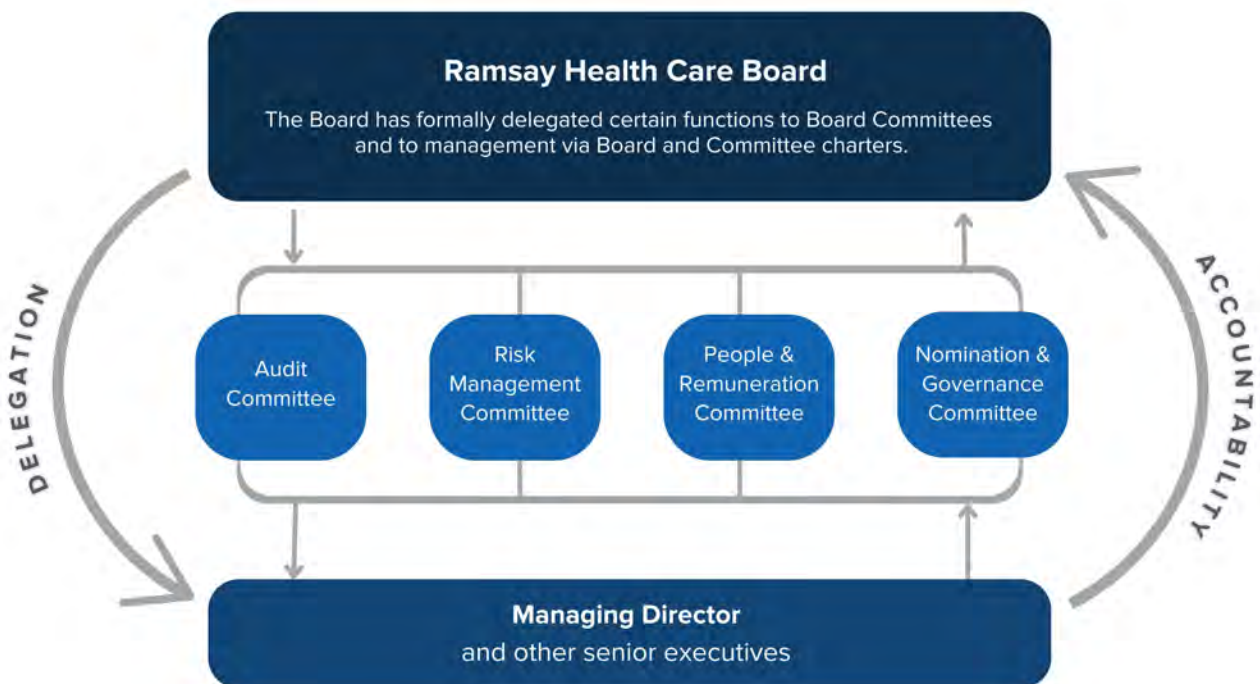 Ramsay Health Care Board
The Board has formally delegated certain functions to Board Committees
and to management via Board and Committee charters.
DELEGATION
ACCOUNTABILITY
Audit
Committee
Risk
Management
Committee
People &
Remuneration
Committee
Nomination &
Governance
Committee
Managing Director
and other senior executives